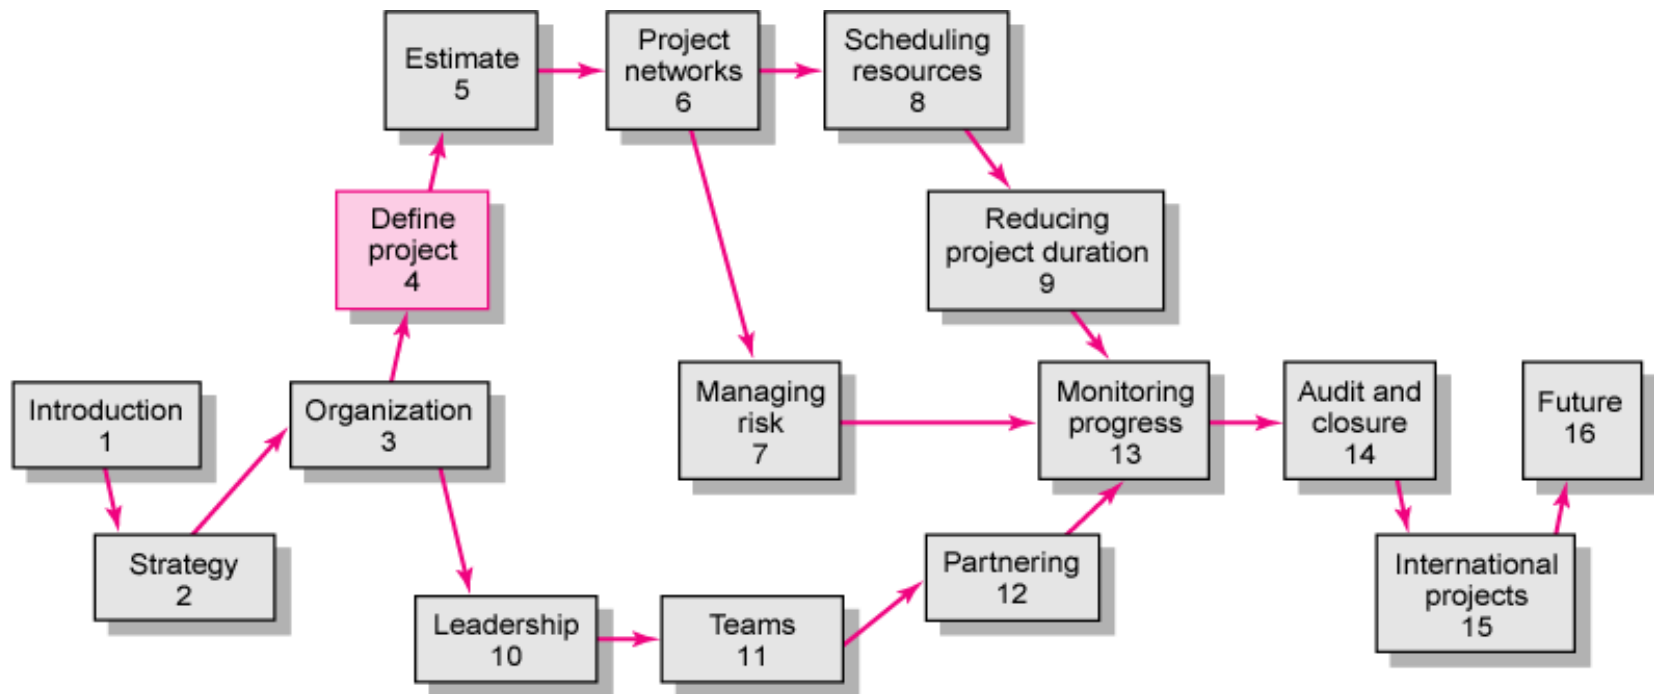 Estimate
5
Project
networks
6
Scheduling
resources
8
Define
project
4
Reducing
project duration
9
Introduction
1
Organization
3
Managing
risk
7
Monitoring
progress
13
Audit and
closure
14
Future
16
Strategy
2
Leadership
10
Teams
11
Partnering
12
International
projects
15